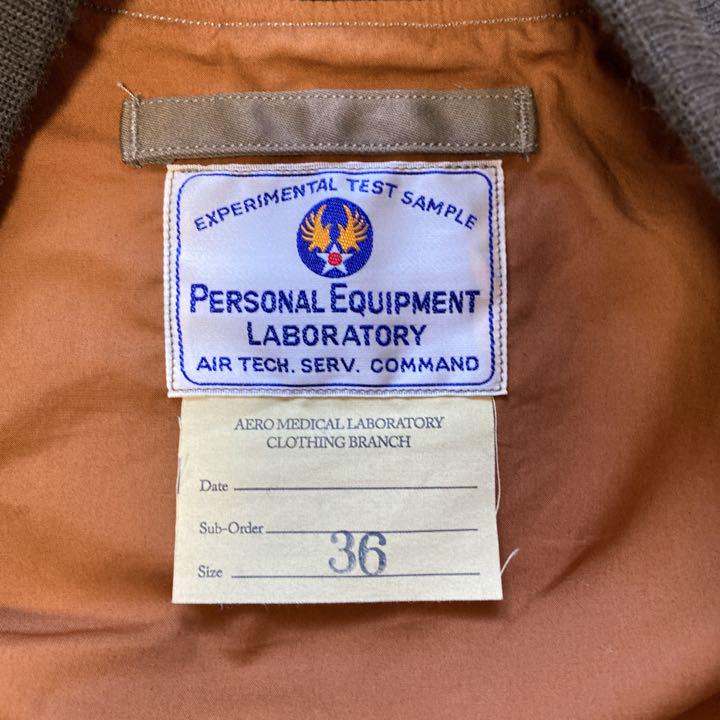 EXPERIMENTAL TEST SAMPLE
PERSONAL EQUIPMENT
LABORATORY
AIR TECH. SERV. COMMAND
AERO MEDICAL LABORATORY
CLOTHING BRANCH
Date
Sub-Order
Size 36